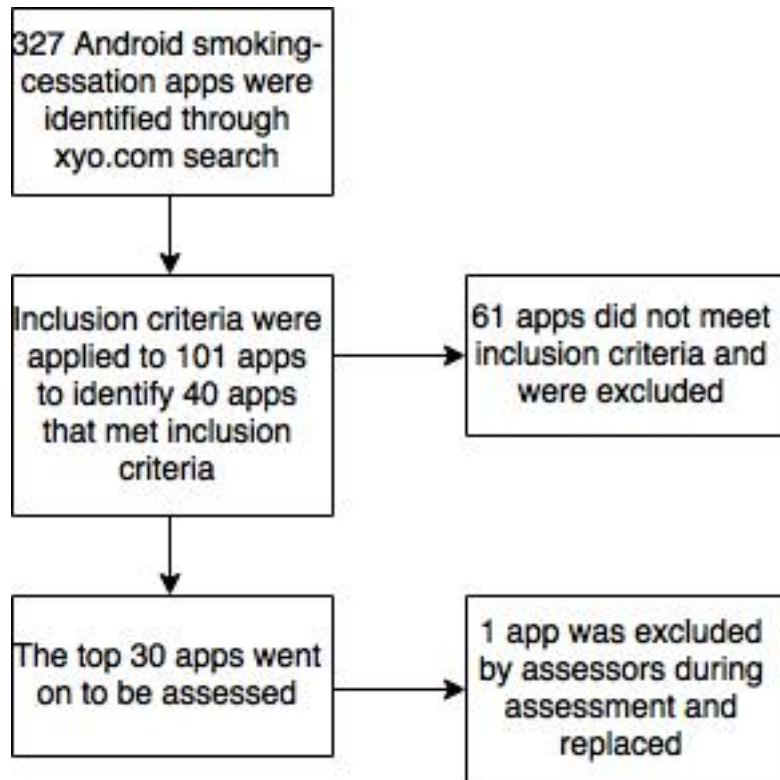 327 Android smoking-
cessation apps were
identified through
xyo.com search
Inclusion criteria were
applied to 101 apps
to identify 40 apps
that met inclusion
criteria
61 apps did not meet
inclusion criteria and
were excluded
The top 30 apps went
on to be assessed
1 app was excluded
by assessors during
assessment and
replaced